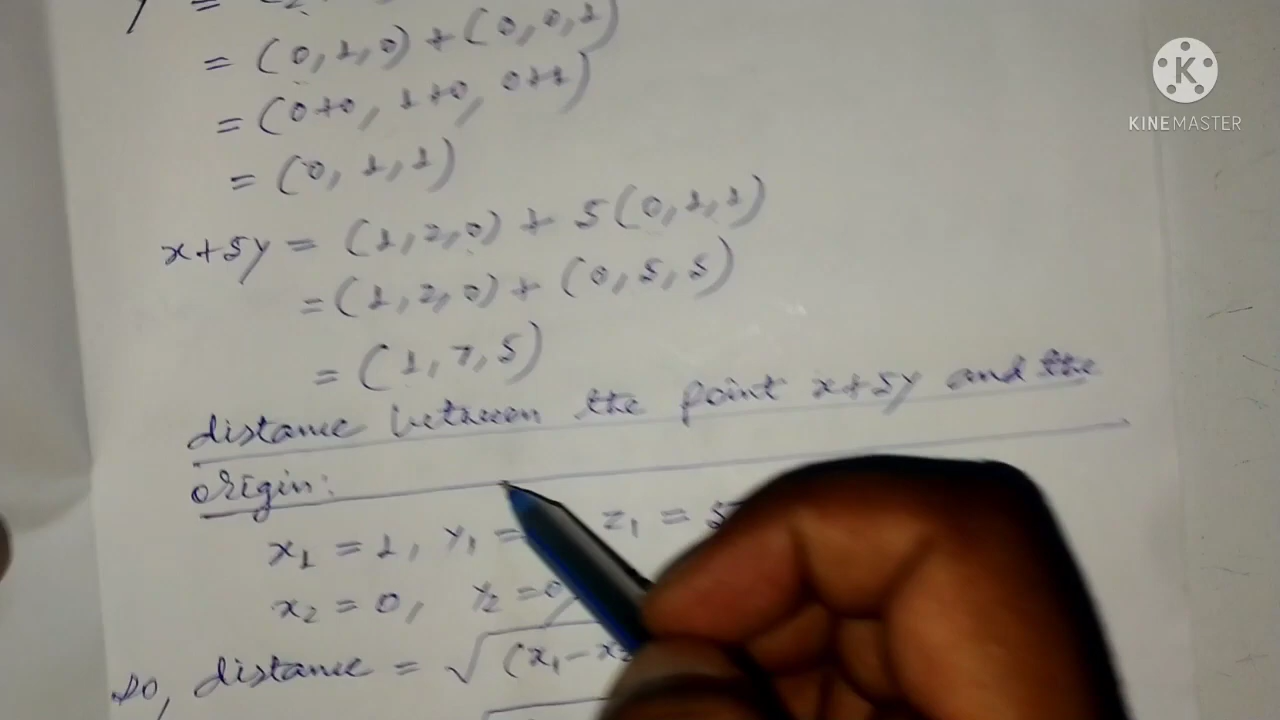 y =
= (0,1,0) + (0,0,1)
= (0+0, 1+0, 0+1)
= (0, 1, 1)
x+5y = (1,2,0) + 5(0,1,1)
= (1,2,0) + (0,5,5)
= (1,7,5)
distance between the point x+5y and the
origin:
x₁ = 1, y₁ = z₁ = 5
x₂ = 0, y₂ = 0,
So, distance = √(x₁-x₂
K
KINEMASTER